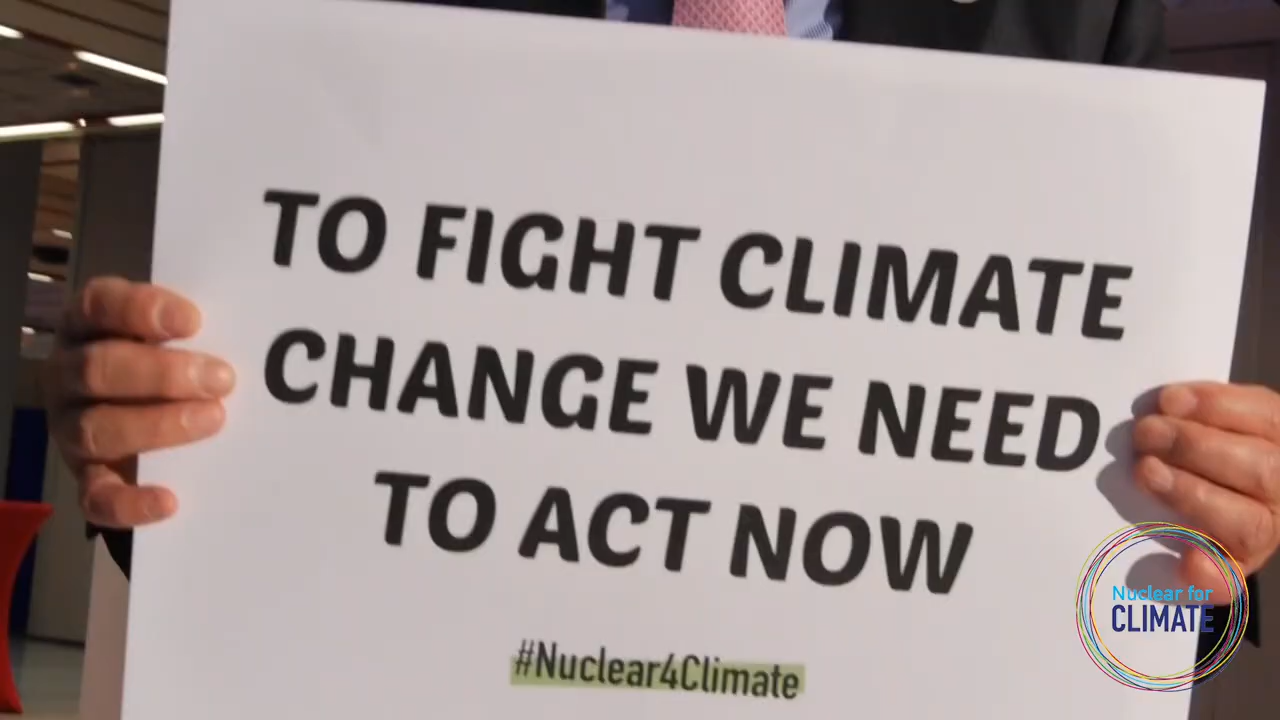 TO FIGHT CLIMATE
CHANGE WE NEED
TO ACT NOW
#Nuclear4Climate
Nuclear for
CLIMATE